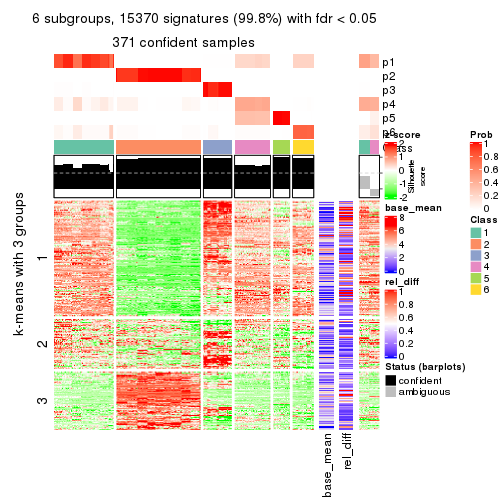 6 subgroups, 15370 signatures (99.8%) with fdr < 0.05
371 confident samples
p1
p2
p3
p4
p5
p6
Class
Silhouette
score
k-means with 3 groups
1
2
3
base_mean
rel_diff
z-score
2
1
0
-1
-2
base_mean
8
6
4
2
0
rel_diff
1
0.8
0.6
0.4
0.2
0
Status (barplots)
confident
ambiguous
Prob
1
0.8
0.6
0.4
0.2
0
Class
1
2
3
4
5
6